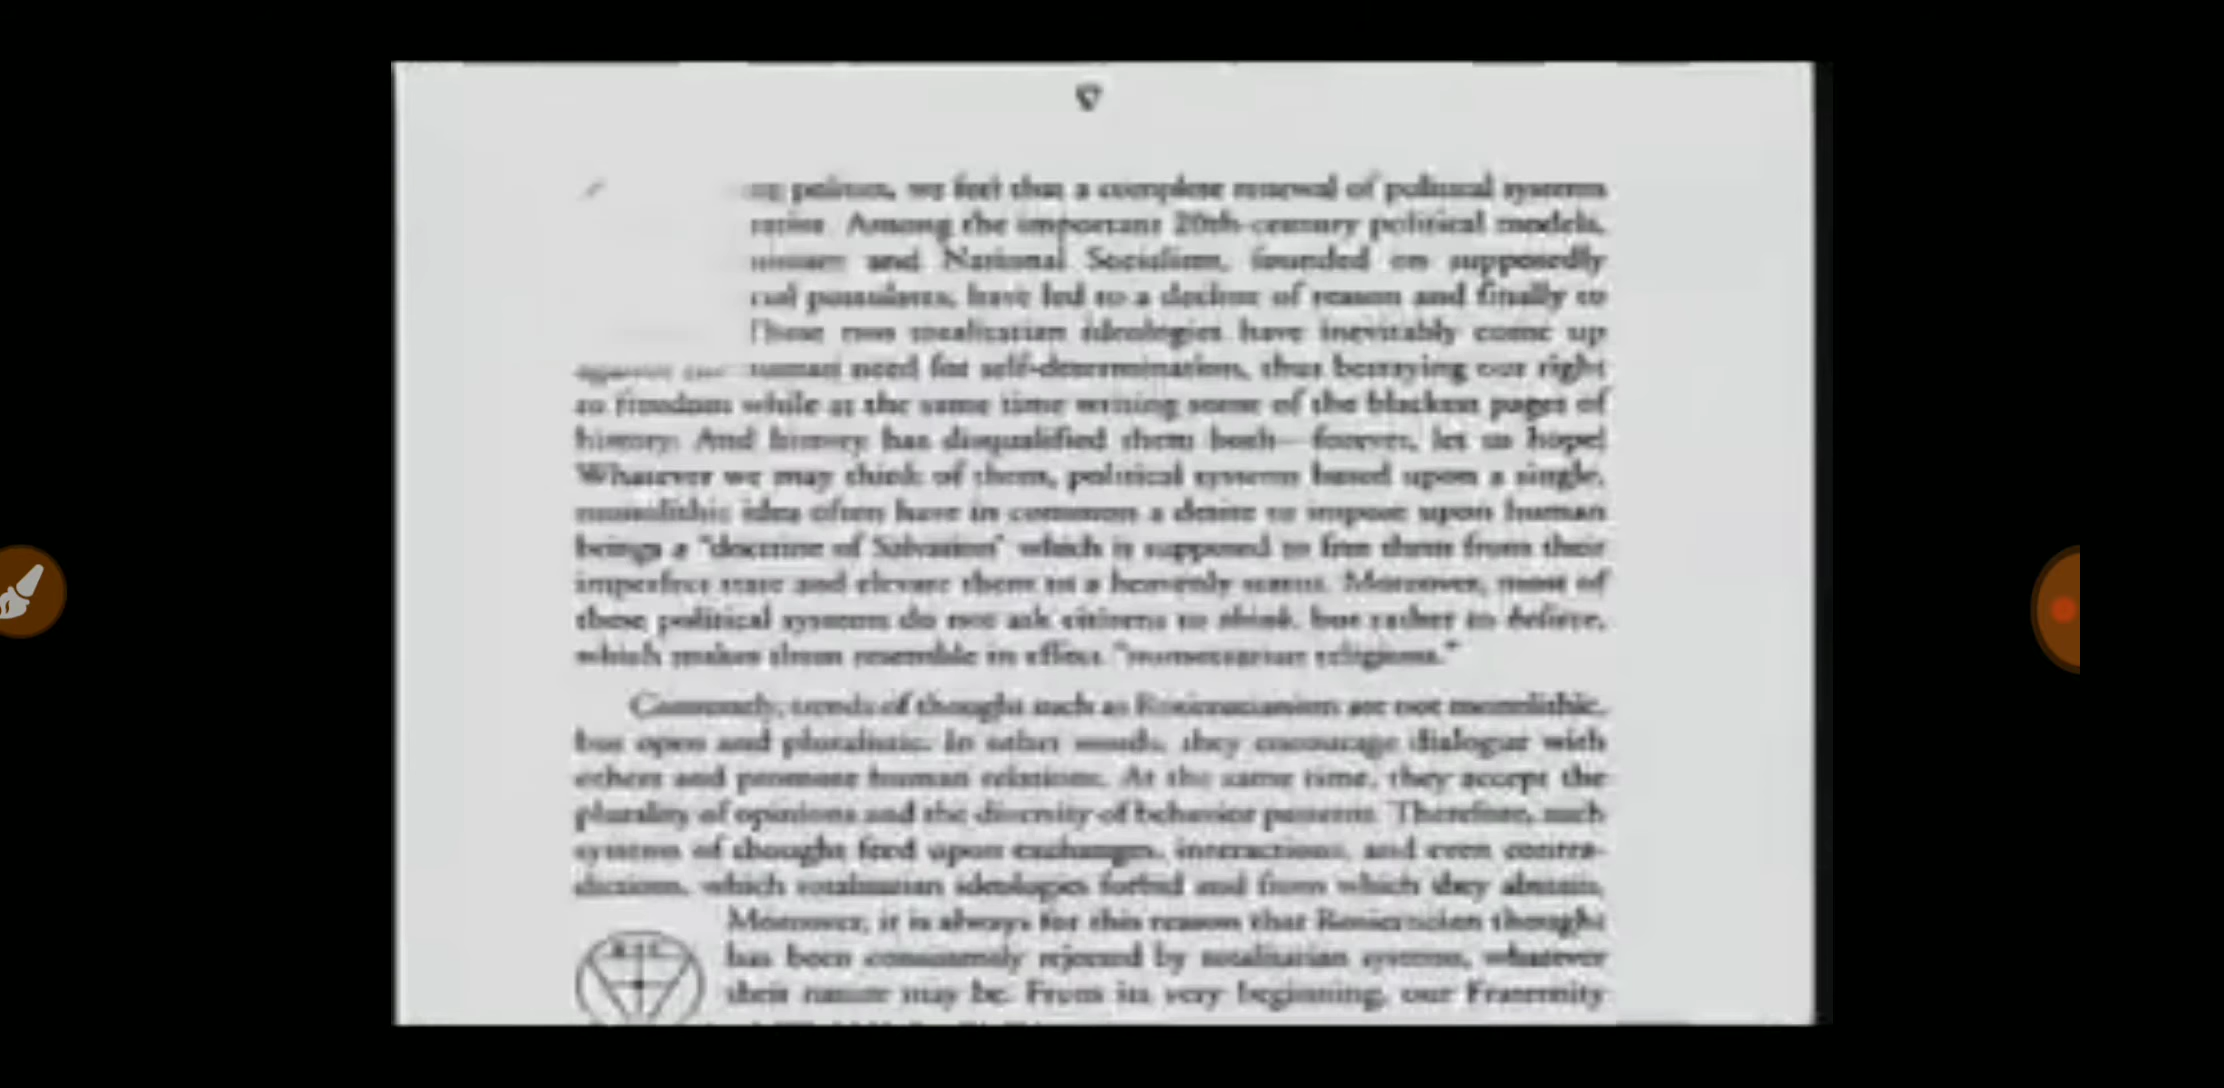 politics, we feel that a complete renewal of political systems
Among the important 20th-century political models,
and National Socialism, founded on supposedly
postulates, have led to a decline of reason and finally to
These two totalitarian ideologies have inevitably come up
human need for self-determination, thus betraying our right
to freedom while at the same time writing some of the blackest pages of
history. And history has disqualified them both—forever, let us hope!
Whatever we may think of them, political systems based upon a single,
monolithic idea often have in common a desire to impose upon human
beings a "doctrine of Salvation" which is supposed to free them from their
imperfect state and elevate them to a heavenly status. Moreover, most of
these political systems do not ask citizens to think, but rather to believe,
which makes them resemble in effect "nonsectarian religions."
Conversely, trends of thought such as Rosicrucianism are not monolithic,
but open and pluralistic. In other words, they encourage dialogue with
others and promote human relations. At the same time, they accept the
plurality of opinions and the diversity of behavior patterns. Therefore, such
systems of thought feed upon exchanges, interactions, and even contra-
dictions, which totalitarian ideologies forbid and from which they abstain.
Moreover, it is always for this reason that Rosicrucian thought
has been consistently rejected by totalitarian systems, whatever
their nature may be. From its very beginning, our Fraternity